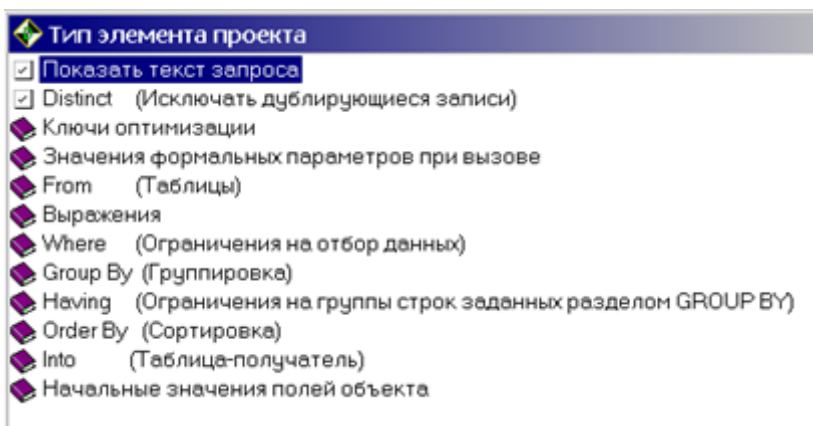 Тип элемента проекта
Показать текст запроса
Distinct (Исключать дублирующиеся записи)
Ключи оптимизации
Значения формальных параметров при вызове
From (Таблицы)
Выражения
Where (Ограничения на отбор данных)
Group By (Группировка)
Having (Ограничения на группы строк заданных разделом GROUP BY)
Order By (Сортировка)
Into (Таблица-получатель)
Начальные значения полей объекта